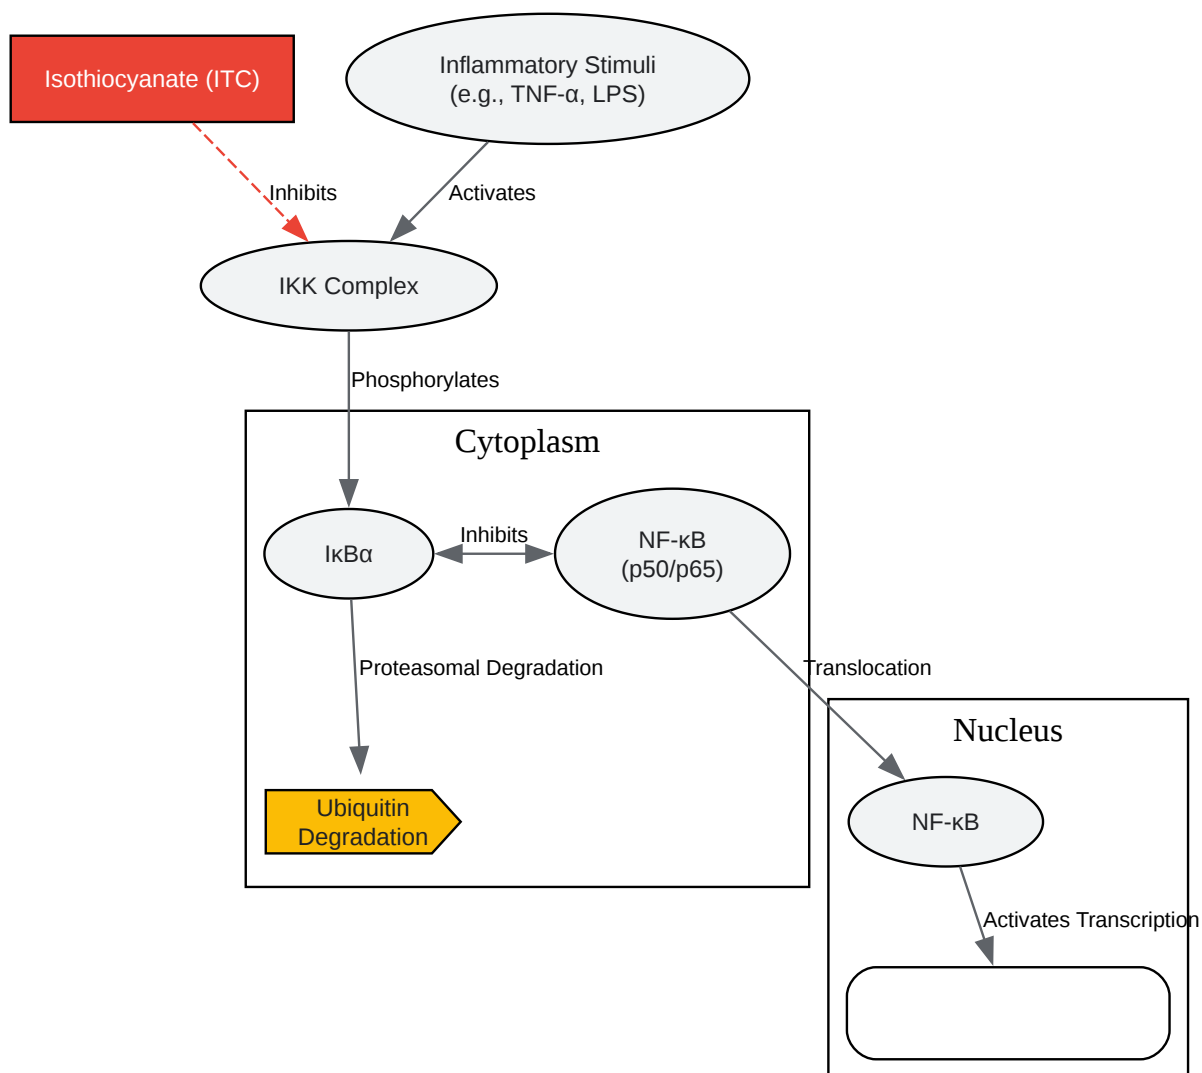 Isothiocyanate (ITC)
Inflammatory Stimuli
(e.g., TNF-α, LPS)
Inhibits
Activates
IKK Complex
Phosphorylates
Cytoplasm
IκBα
Inhibits
NF-κB
(p50/p65)
Proteasomal Degradation
Translocation
Nucleus
Ubiquitin
Degradation
NF-κB
Activates Transcription